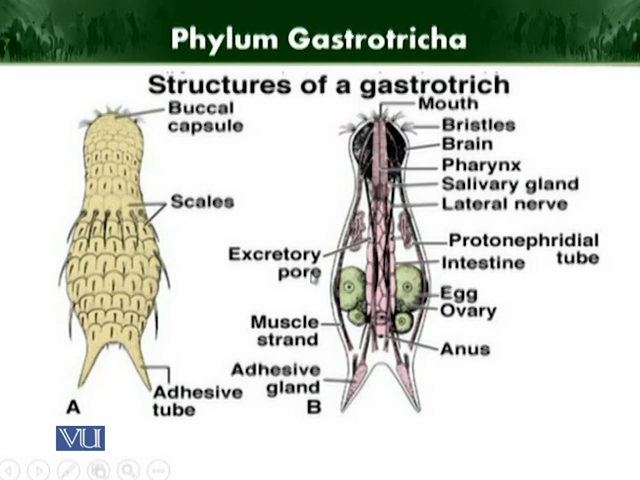 Phylum Gastrotricha
Structures of a gastrotrich
Buccal
capsule
Scales
Adhesive
tube
A
Mouth
Bristles
Brain
Pharynx
Salivary gland
Lateral nerve
Protonephridial
tube
Excretory
pore
Intestine
Egg
Ovary
Muscle
strand
Anus
Adhesive
gland
B
VU